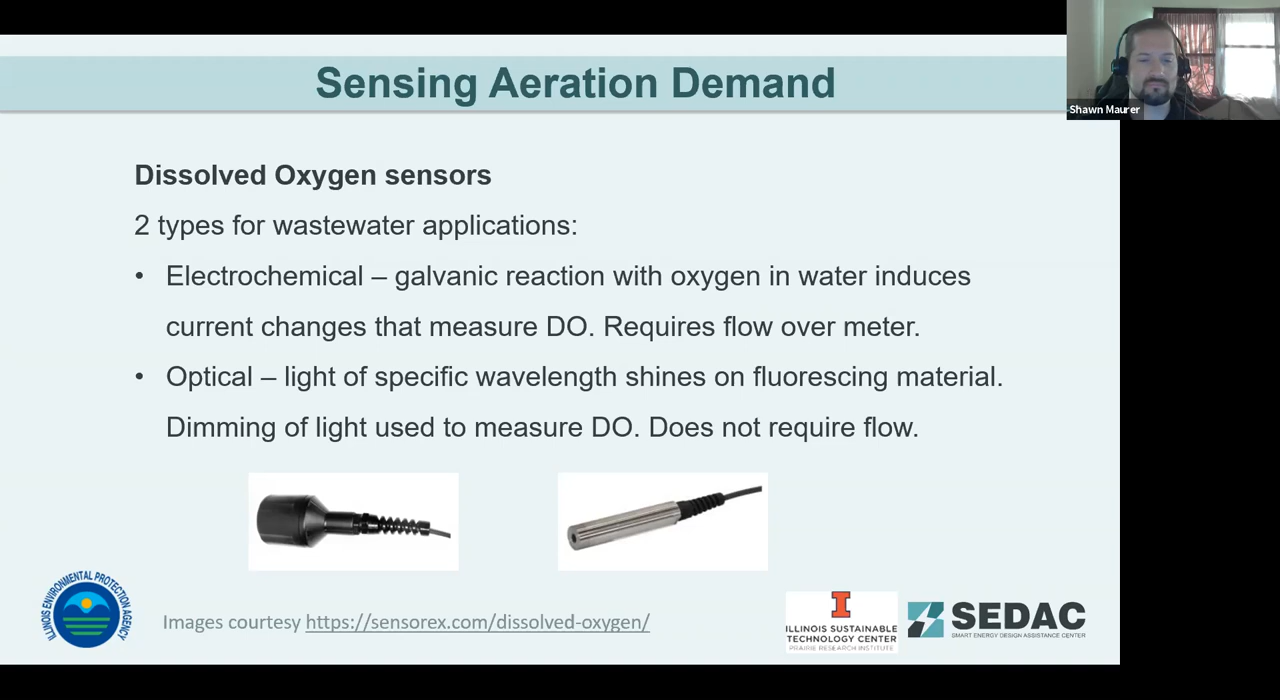 Sensing Aeration Demand
Shawn Maurer
Dissolved Oxygen sensors
2 types for wastewater applications:
• Electrochemical – galvanic reaction with oxygen in water induces
current changes that measure DO. Requires flow over meter.
• Optical – light of specific wavelength shines on fluorescing material.
Dimming of light used to measure DO. Does not require flow.
ILLINOIS ENVIRONMENTAL PROTECTION AGENCY
Images courtesy https://sensorex.com/dissolved-oxygen/
I
ILLINOIS SUSTAINABLE
TECHNOLOGY CENTER
PRAIRIE RESEARCH INSTITUTE
SEDAC
SMART ENERGY DESIGN ASSISTANCE CENTER